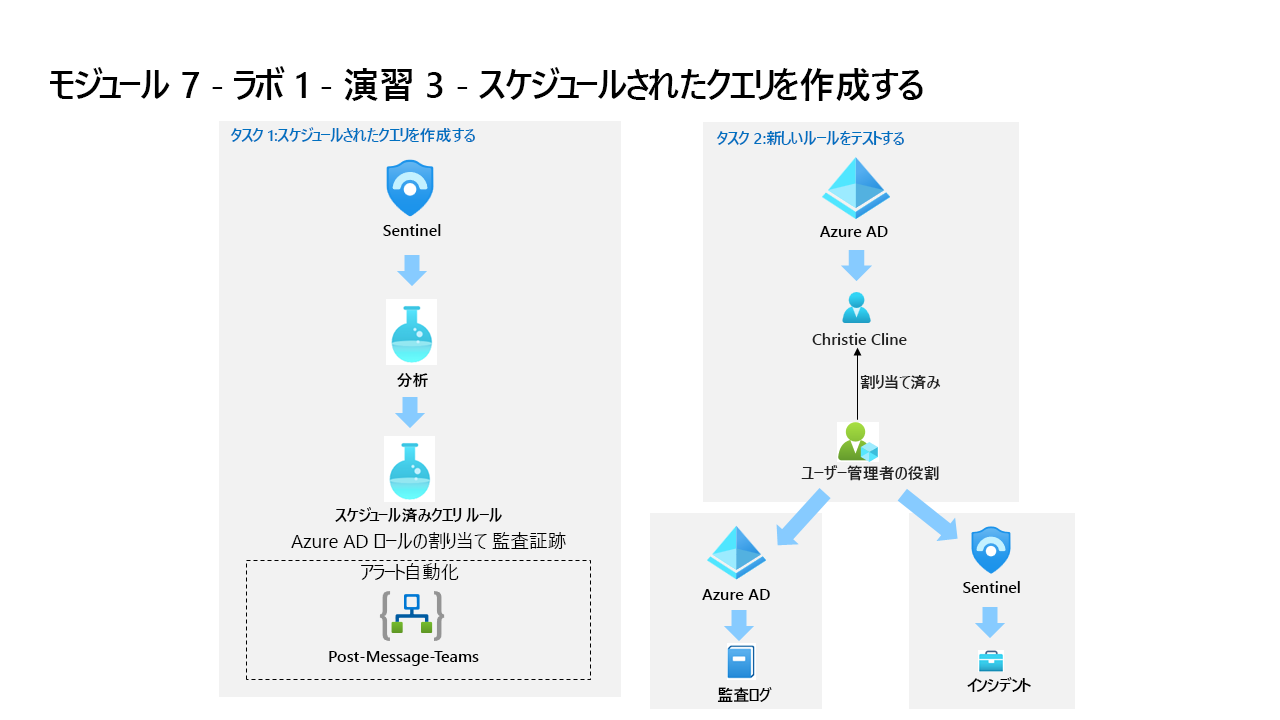 モジュール 7 - ラボ 1 - 演習 3 - スケジュールされたクエリを作成する
タスク 1:スケジュールされたクエリを作成する
Sentinel
分析
スケジュール済みクエリ ルール
Azure AD ロールの割り当て 監査証跡
アラート自動化
Post-Message-Teams
タスク 2:新しいルールをテストする
Azure AD
Christie Cline
割り当て済み
ユーザー管理者の役割
Azure AD
監査ログ
Sentinel
インシデント